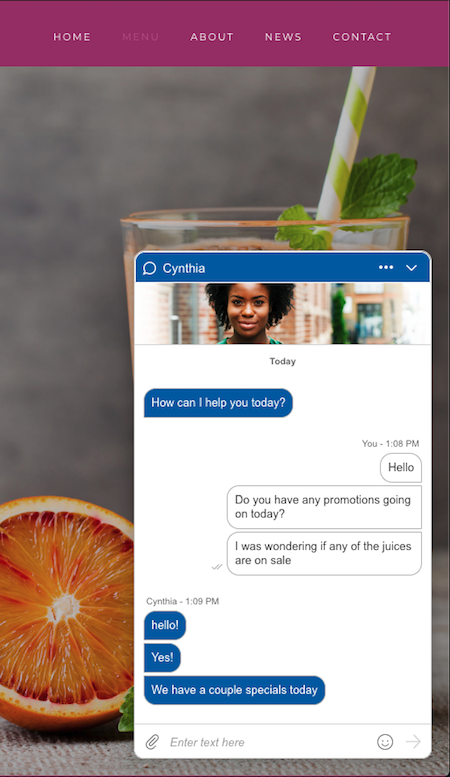 HOME MENU ABOUT NEWS CONTACT
Cynthia
Today
How can I help you today?
You - 1:08 PM
Hello
Do you have any promotions going
on today?
I was wondering if any of the juices
are on sale
Cynthia - 1:09 PM
hello!
Yes!
We have a couple specials today
Enter text here